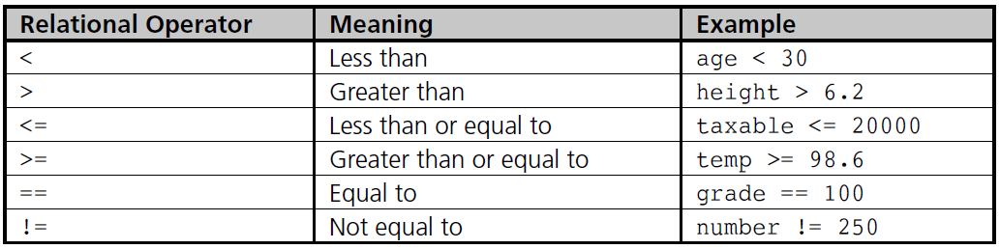 Relational Operator Meaning Example
< Less than age < 30
> Greater than height > 6.2
<= Less than or equal to taxable <= 20000
>= Greater than or equal to temp >= 98.6
== Equal to grade == 100
!= Not equal to number != 250